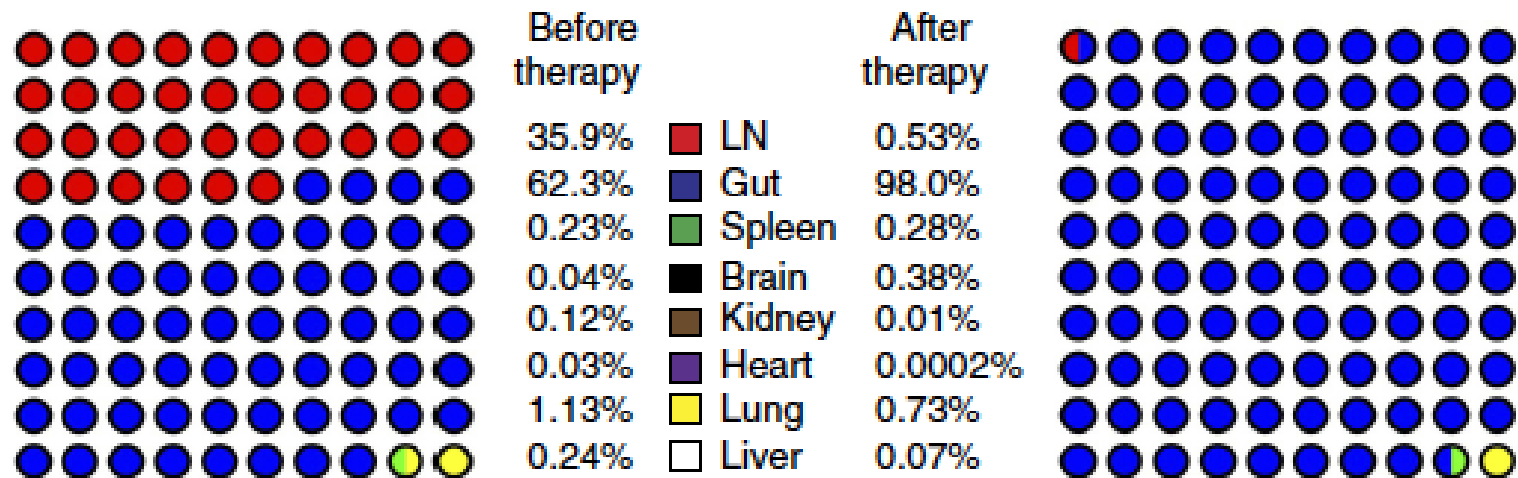 Before therapy After therapy
35.9% LN 0.53%
62.3% Gut 98.0%
0.23% Spleen 0.28%
0.04% Brain 0.38%
0.12% Kidney 0.01%
0.03% Heart 0.0002%
1.13% Lung 0.73%
0.24% Liver 0.07%